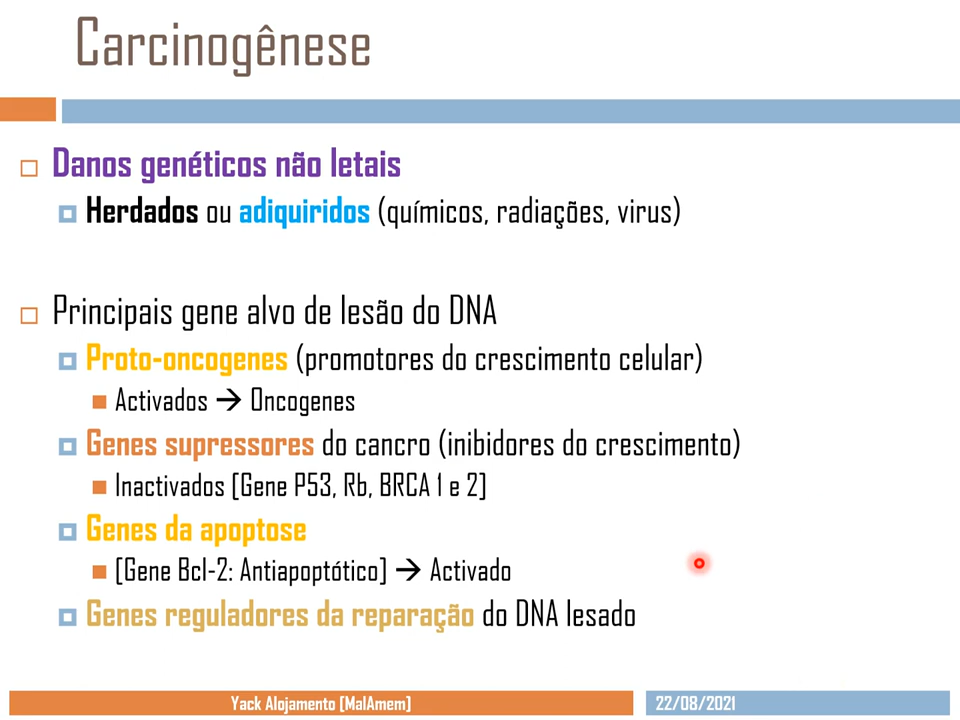 Carcinogênese
Danos genéticos não letais
Herdados ou adiquiridos (químicos, radiações, virus)
Principais gene alvo de lesão do DNA
Proto-oncogenes (promotores do crescimento celular)
Activados → Oncogenes
Genes supressores do cancro (inibidores do crescimento)
Inactivados [Gene P53, Rb, BRCA 1 e 2]
Genes da apoptose
[Gene Bcl-2: Antiapoptótico] → Activado
Genes reguladores da reparação do DNA lesado
Yack Alojamento [MalAmem]
22/08/2021